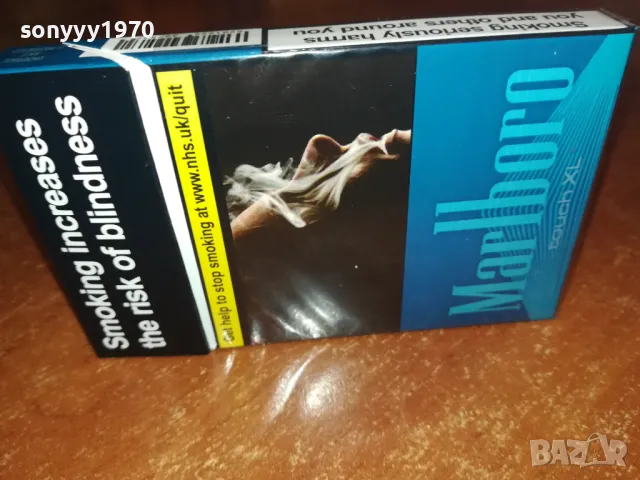 sonyyy1970
Smoking seriously harms
you and others around you
Smoking increases
the risk of blindness
Get help to stop smoking at www.nhs.uk/quit
Marlboro
touch XL
BAZAR